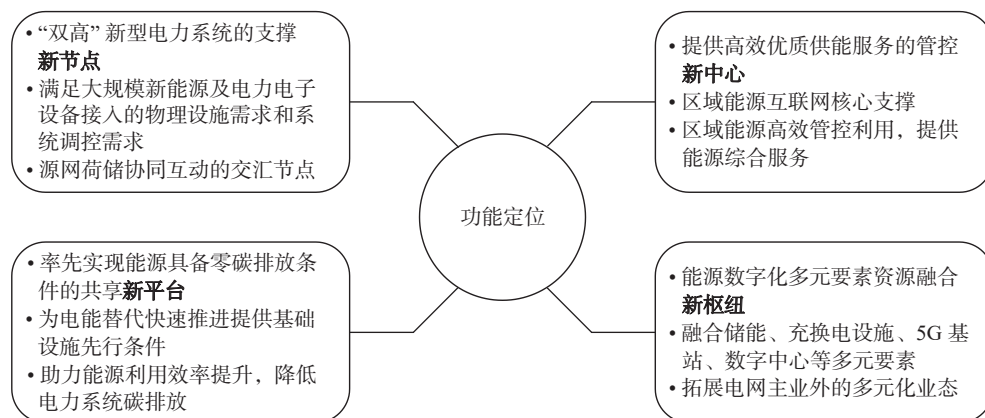 • “双高” 新型电力系统的支撑
新节点
• 满足大规模新能源及电力电子
设备接入的物理设施需求和系
统调控需求
• 源网荷储协同互动的交汇节点
• 提供高效优质供能服务的管控
新中心
• 区域能源互联网核心支撑
• 区域能源高效管控利用，提供
能源综合服务
功能定位
• 率先实现能源具备零碳排放条
件的共享新平台
• 为电能替代快速推进提供基础
设施先行条件
• 助力能源利用效率提升，降低
电力系统碳排放
• 能源数字化多元要素资源融合
新枢纽
• 融合储能、充换电设施、5G 基
站、数字中心等多元要素
• 拓展电网主业外的多元化业态